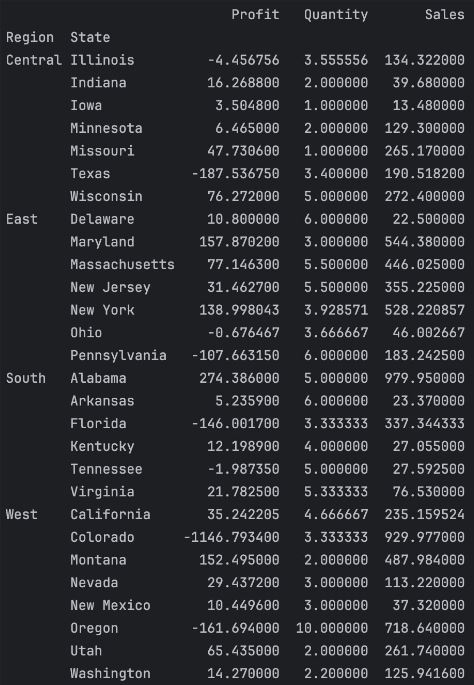 Profit Quantity Sales
Region State
Central Illinois -4.456756 3.555556 134.322000
Indiana 16.268800 2.000000 39.680000
Iowa 3.504800 1.000000 13.480000
Minnesota 6.465000 2.000000 129.300000
Missouri 47.730600 1.000000 265.170000
Texas -187.536750 3.400000 190.518200
Wisconsin 76.272000 5.000000 272.400000
East Delaware 10.800000 6.000000 22.500000
Maryland 157.870200 3.000000 544.380000
Massachusetts 77.146300 5.500000 446.025000
New Jersey 31.462700 5.500000 355.225000
New York 138.998043 3.928571 528.220857
Ohio -0.676467 3.666667 46.002667
Pennsylvania -107.663150 6.000000 183.242500
South Alabama 274.386000 5.000000 979.950000
Arkansas 5.235900 6.000000 23.370000
Florida -146.001700 3.333333 337.344333
Kentucky 12.198900 4.000000 27.055000
Tennessee -1.987350 5.000000 27.592500
Virginia 21.782500 5.333333 76.530000
West California 35.242205 4.666667 235.159524
Colorado -1146.793400 3.333333 929.977000
Montana 152.495000 2.000000 487.984000
Nevada 29.437200 3.000000 113.220000
New Mexico 10.449600 3.000000 37.320000
Oregon -161.694000 10.000000 718.640000
Utah 65.435000 2.000000 261.740000
Washington 14.270000 2.200000 125.941600